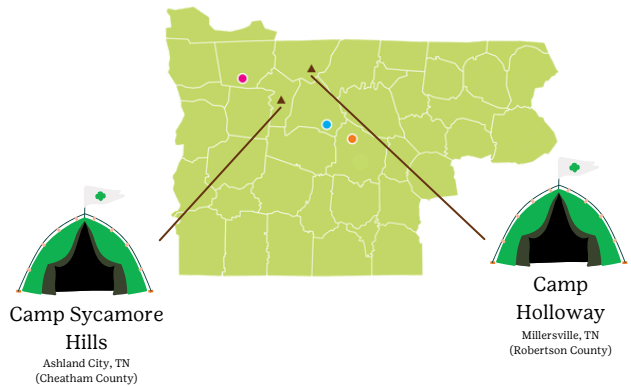 Camp Sycamore
Hills
Ashland City, TN
(Cheatham County)
Camp
Holloway
Millersville, TN
(Robertson County)